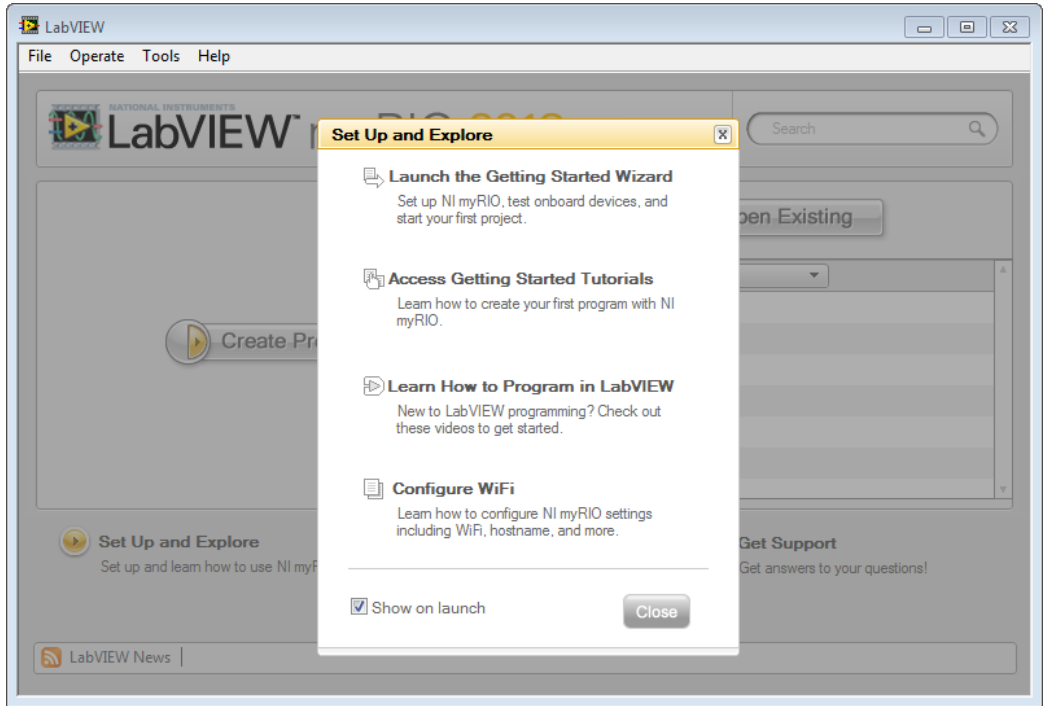 LabVIEW
File Operate Tools Help
NATIONAL INSTRUMENTS
LabVIEW™
Search
Set Up and Explore
Launch the Getting Started Wizard
Set up NI myRIO, test onboard devices, and
start your first project.
Access Getting Started Tutorials
Learn how to create your first program with NI
myRIO.
Learn How to Program in LabVIEW
New to LabVIEW programming? Check out
these videos to get started.
Configure WiFi
Learn how to configure NI myRIO settings
including WiFi, hostname, and more.
Show on launch
Close
Existing
Create
Set Up and Explore
Set up and learn how to use NI
Get Support
Get answers to your questions!
LabVIEW News